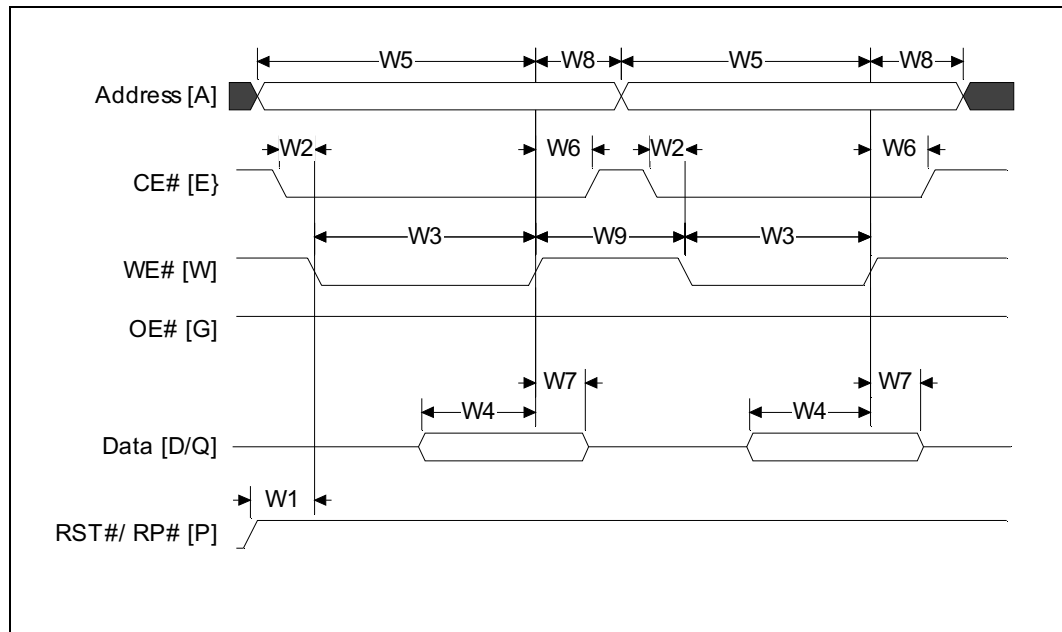 W5 W8 W5 W8
Address [A]
W2 W6 W2 W6
CE# [E}
W3 W9 W3
WE# [W]
OE# [G]
W7 W7
W4 W4
Data [D/Q]
W1
RST#/ RP# [P]